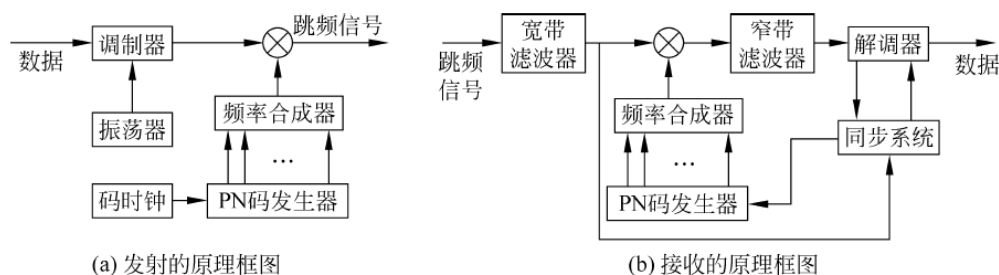 数据
调制器
跳频信号
振荡器
频率合成器
...
码时钟
PN码发生器
(a) 发射的原理框图
跳频
信号
宽带
滤波器
窄带
滤波器
解调器
数据
频率合成器
...
同步系统
PN码发生器
(b) 接收的原理框图